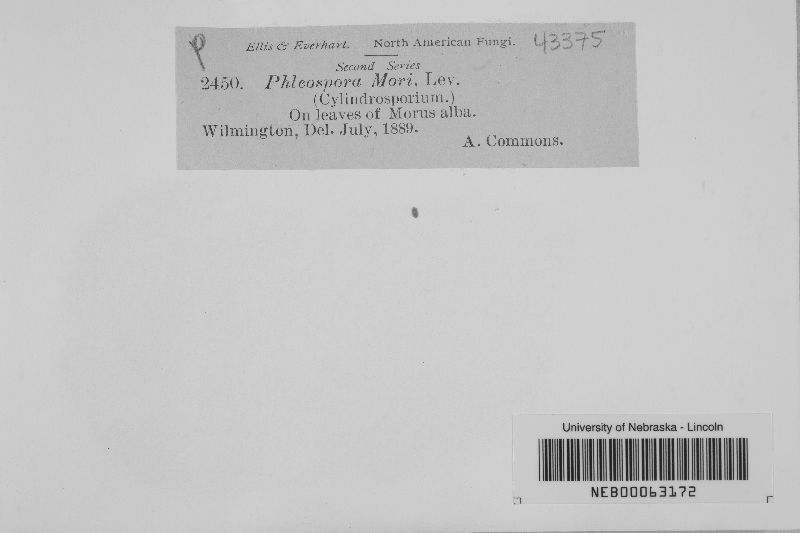 P
Ellis & Everhart. North American Fungi. 43375
Second Series
2450. Phleospora Mori, Lev.
(Cylindrosporium.)
On leaves of Morus alba.
Wilmington, Del. July, 1889.
A. Commons.
University of Nebraska - Lincoln
NEB00063172